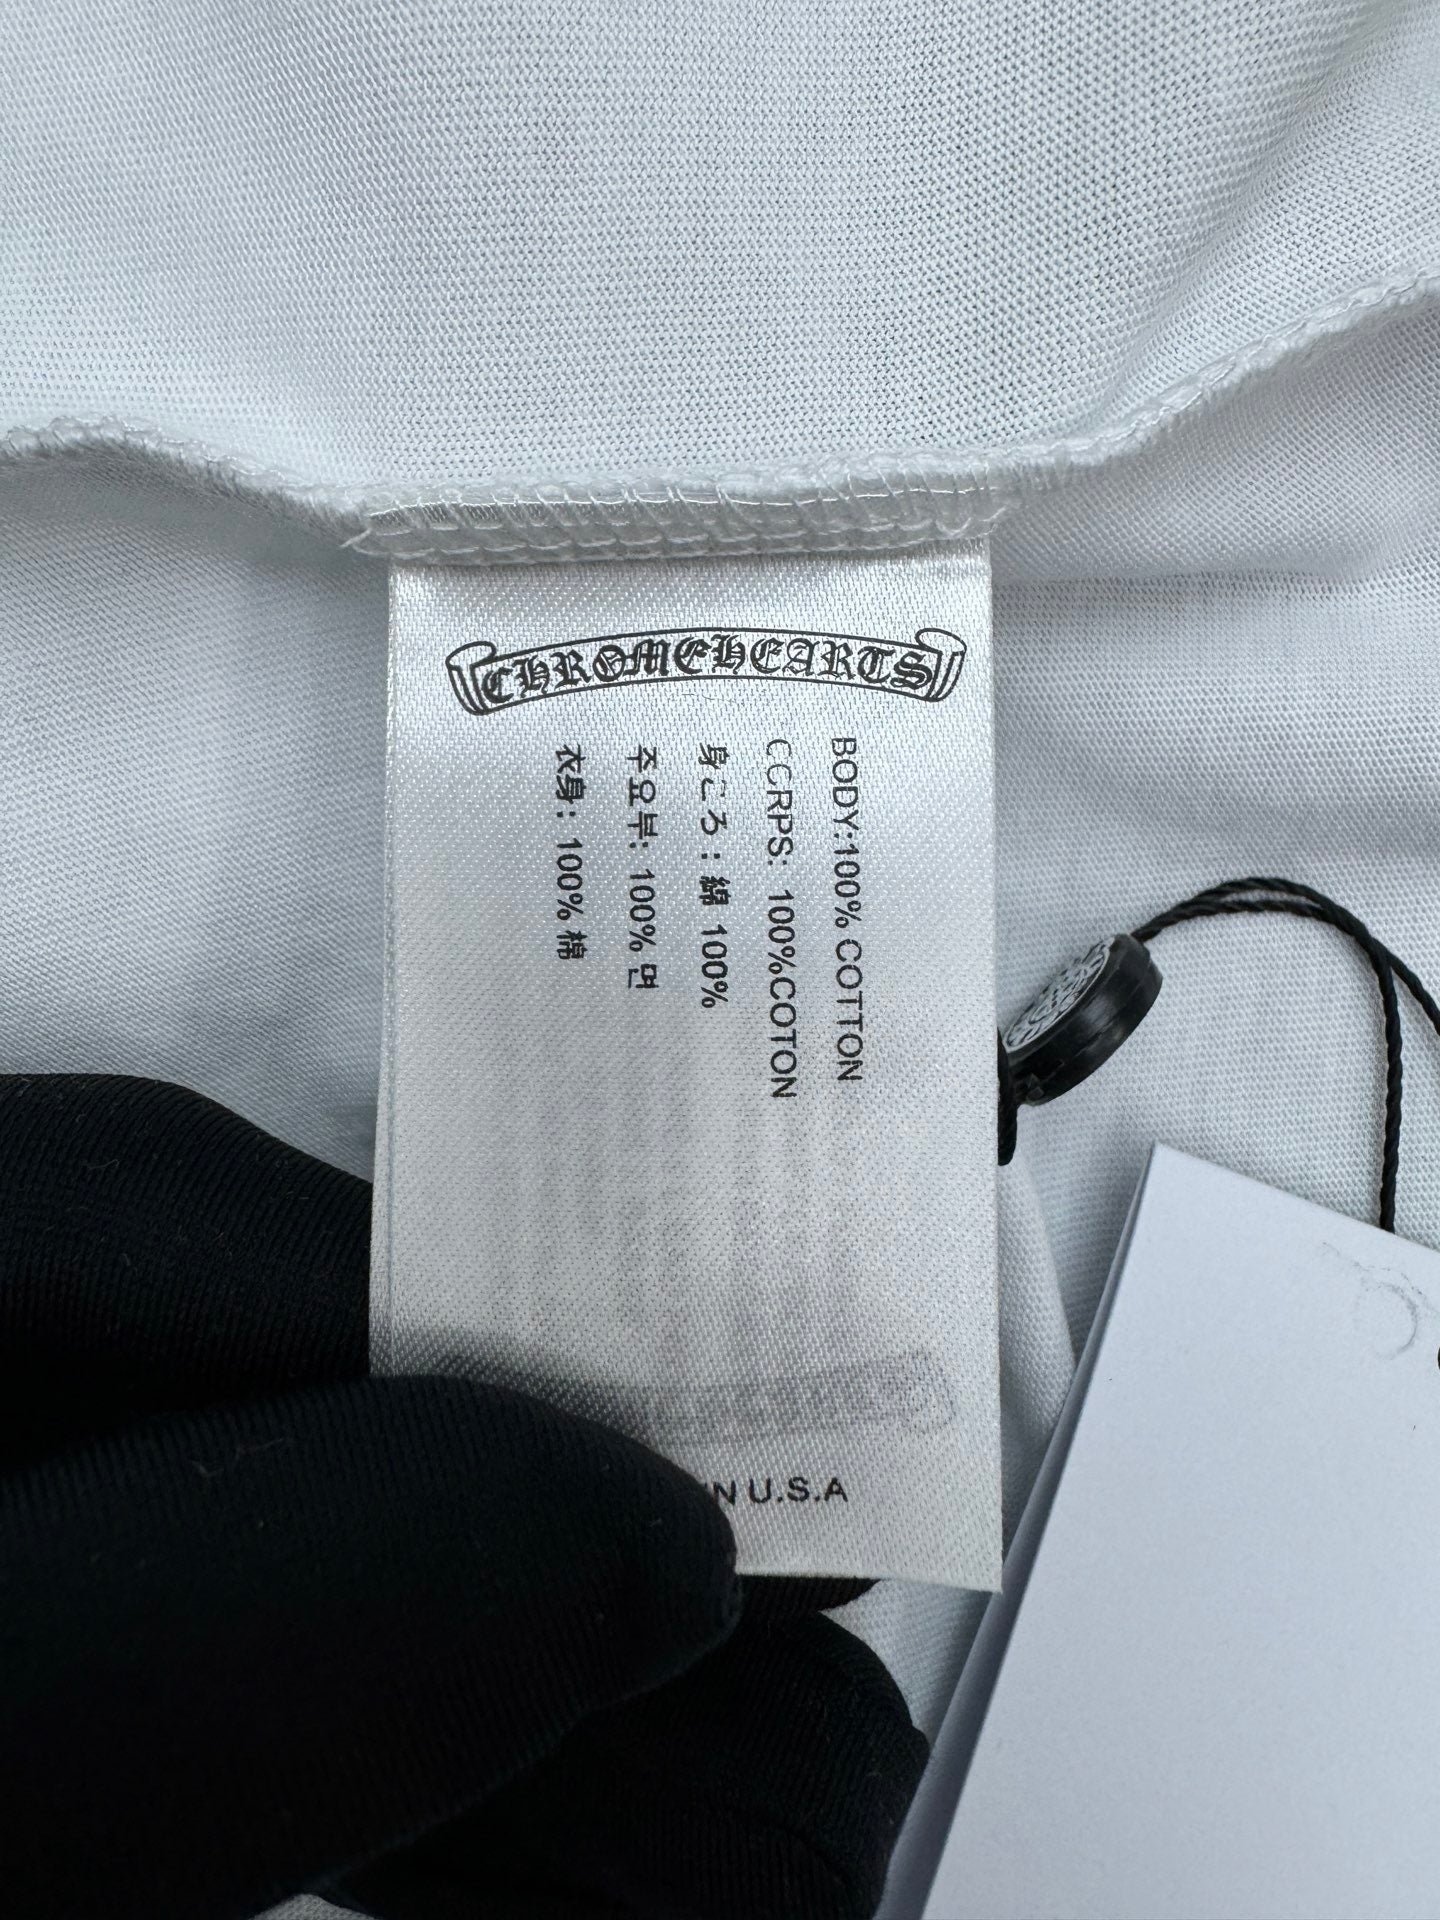 CHROMEHEARTS
BODY:100% COTTON
CCRPS: 100%COTON
身ごろ : 綿 100%
주요부: 100% 면
衣身: 100% 棉
IN U.S.A